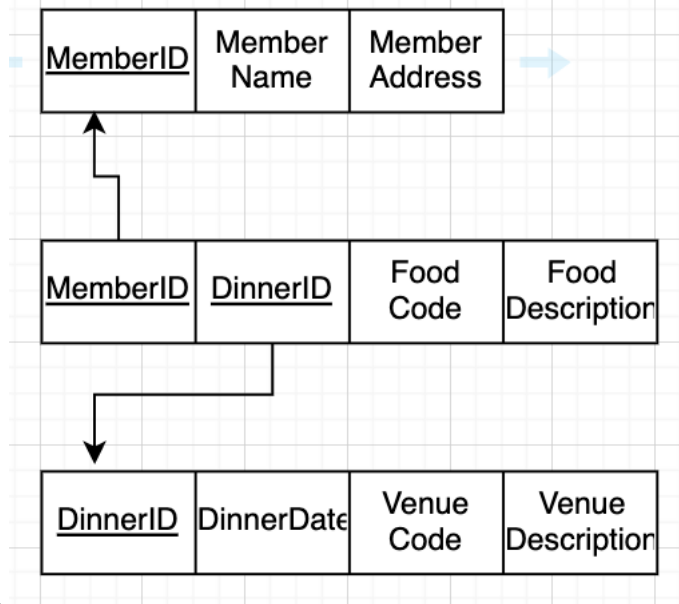 MemberID
Member
Name
Member
Address
MemberID
DinnerID
Food
Code
Food
Description
DinnerID
DinnerDate
Venue
Code
Venue
Description